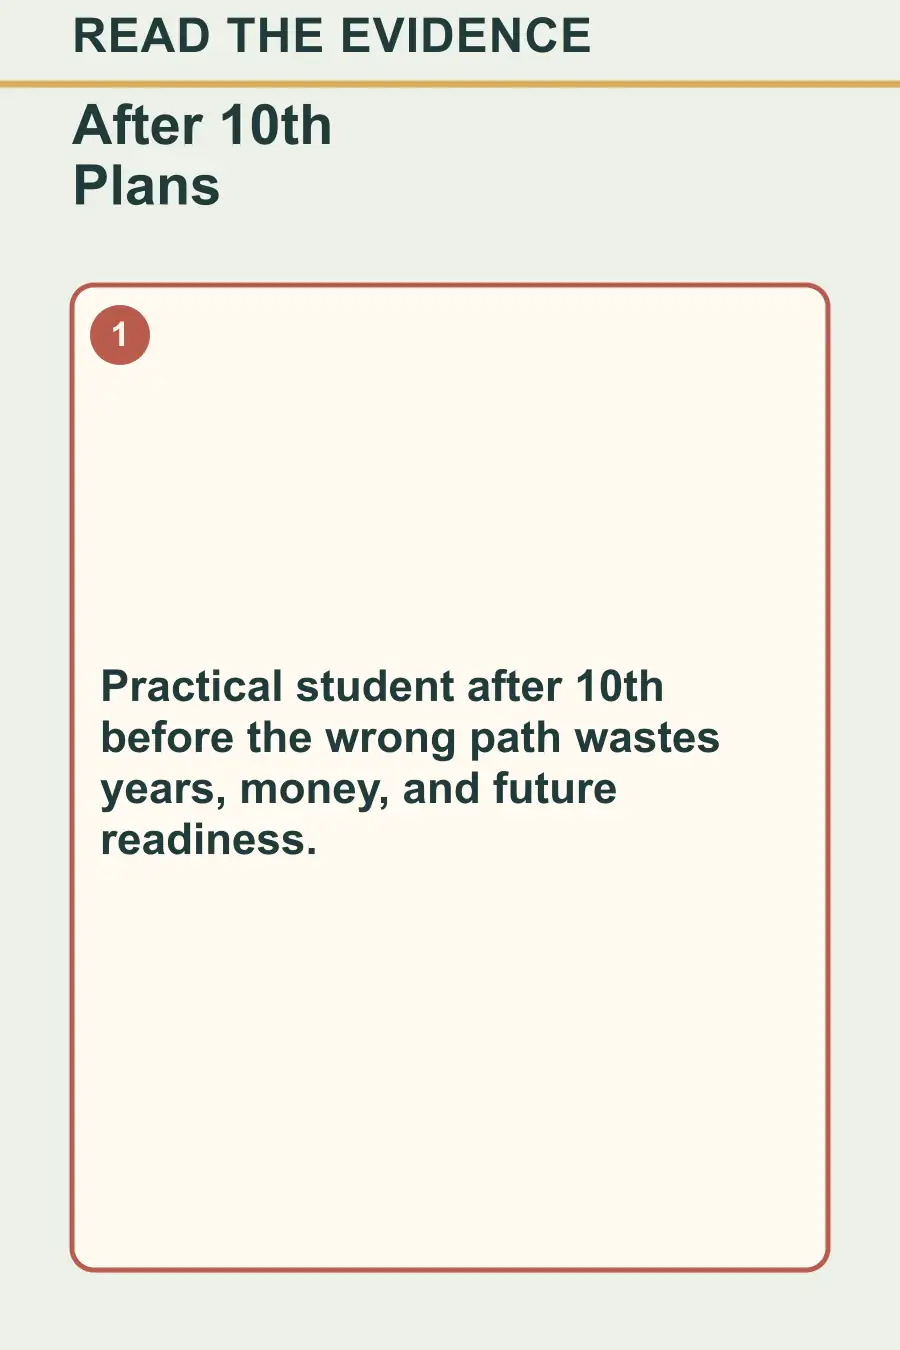 READ THE EVIDENCE
After 10th
Plans
1
Practical student after 10th
before the wrong path wastes
years, money, and future
readiness.